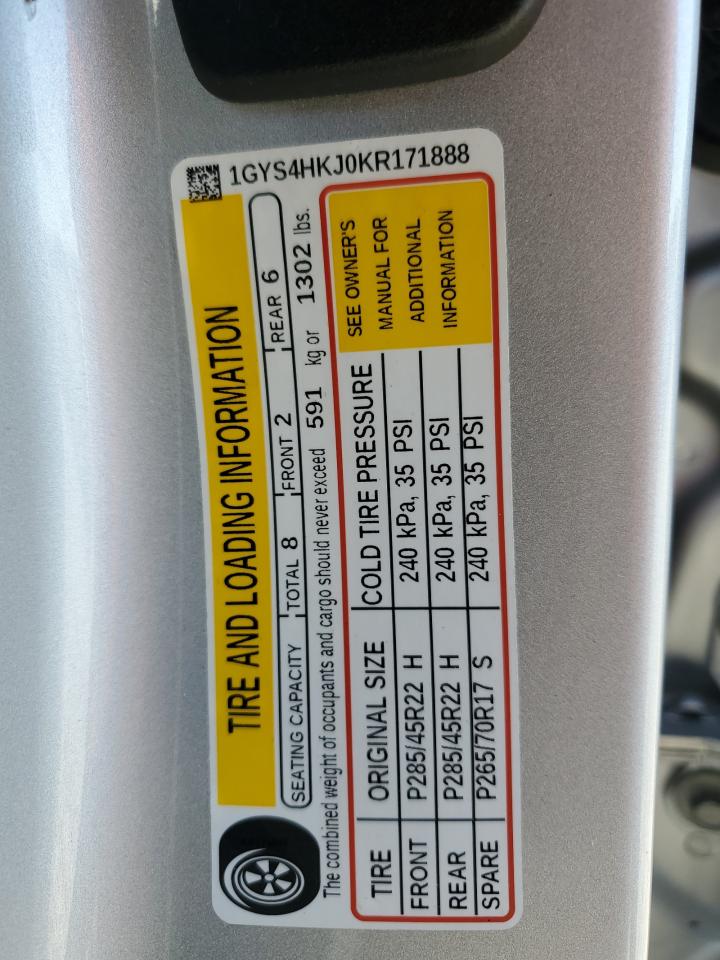 1GYS4HKJ0KR171888
TIRE AND LOADING INFORMATION
SEATING CAPACITY TOTAL 8 FRONT 2 REAR 6
The combined weight of occupants and cargo should never exceed 591 kg or 1302 lbs.
TIRE ORIGINAL SIZE COLD TIRE PRESSURE
FRONT P285/45R22 H 240 kPa, 35 PSI
REAR P285/45R22 H 240 kPa, 35 PSI
SPARE P265/70R17 S 240 kPa, 35 PSI
SEE OWNER'S
MANUAL FOR
ADDITIONAL
INFORMATION